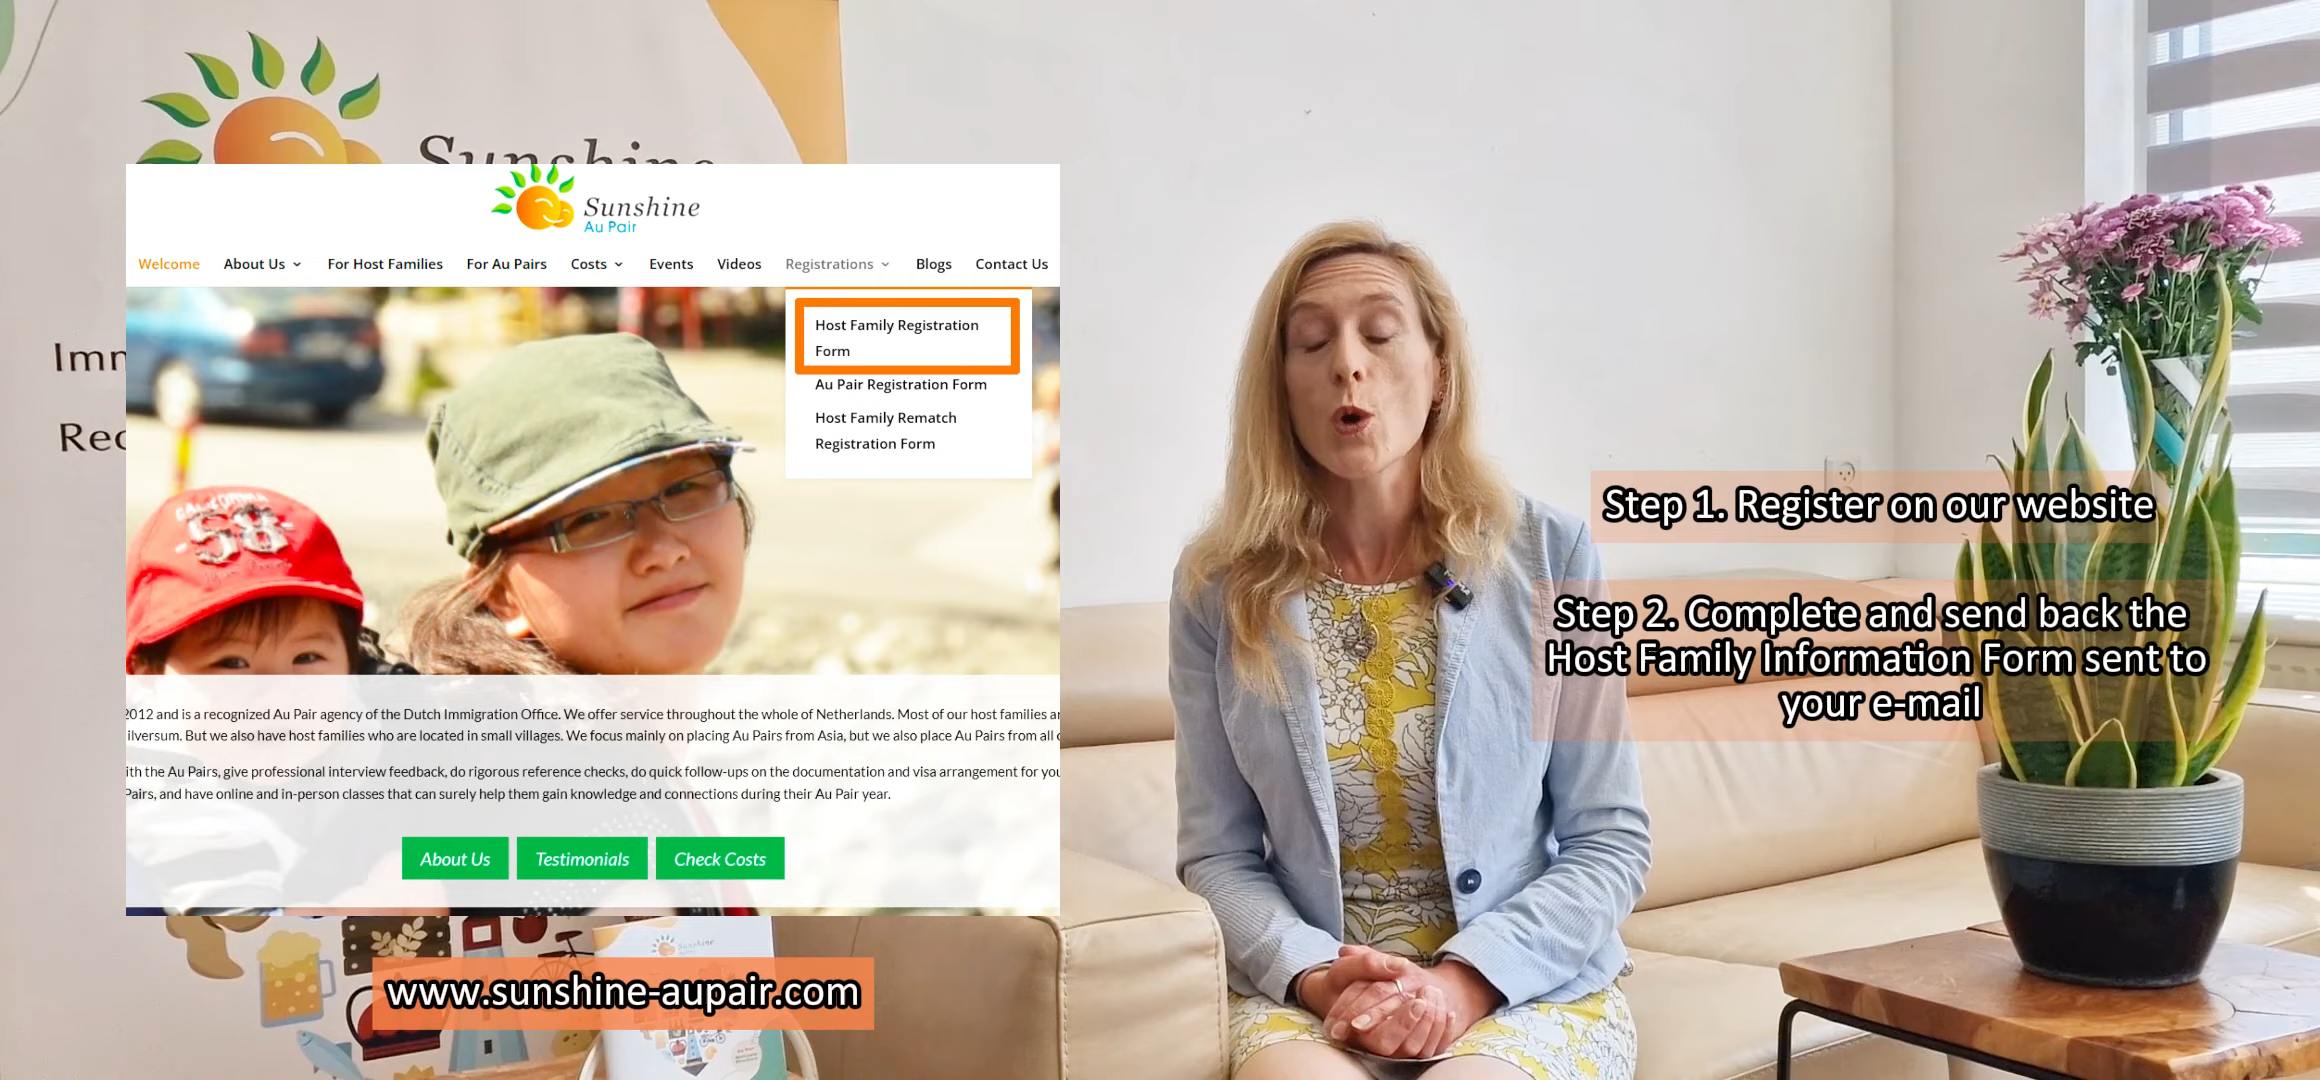 Sunshine
Imm
Rec
Sunshine
Au Pair
Welcome About Us For Host Families For Au Pairs Costs Events Videos Registrations Blogs Contact Us
Host Family Registration
Form
Au Pair Registration Form
Host Family Rematch
Registration Form
CALIFORNIA
58
2012 and is a recognized Au Pair agency of the Dutch Immigration Office. We offer service throughout the whole of Netherlands. Most of our host families ar
ilversum. But we also have host families who are located in small villages. We focus mainly on placing Au Pairs from Asia, but we also place Au Pairs from all
ith the Au Pairs, give professional interview feedback, do rigorous reference checks, do quick follow-ups on the documentation and visa arrangement for you
Pairs, and have online and in-person classes that can surely help them gain knowledge and connections during their Au Pair year.
About Us Testimonials Check Costs
Sunshine
www.sunshine-aupair.com
Step 1. Register on our website
Step 2. Complete and send back the
Host Family Information Form sent to
your e-mail